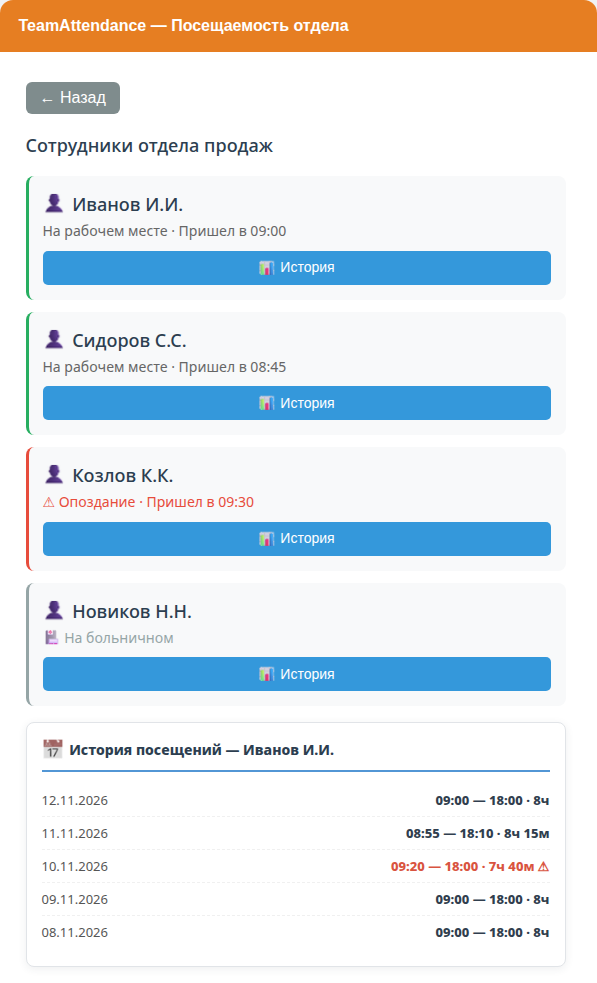 TeamAttendance — Посещаемость отдела
← Назад
Сотрудники отдела продаж
Иванов И.И.
На рабочем месте · Пришел в 09:00
История
Сидоров С.С.
На рабочем месте · Пришел в 08:45
История
Козлов К.К.
⚠ Опоздание · Пришел в 09:30
История
Новиков Н.Н.
На больничном
История
17 История посещений — Иванов И.И.
12.11.2026 09:00 — 18:00 · 8ч
11.11.2026 08:55 — 18:10 · 8ч 15м
10.11.2026 09:20 — 18:00 · 7ч 40м ⚠
09.11.2026 09:00 — 18:00 · 8ч
08.11.2026 09:00 — 18:00 · 8ч